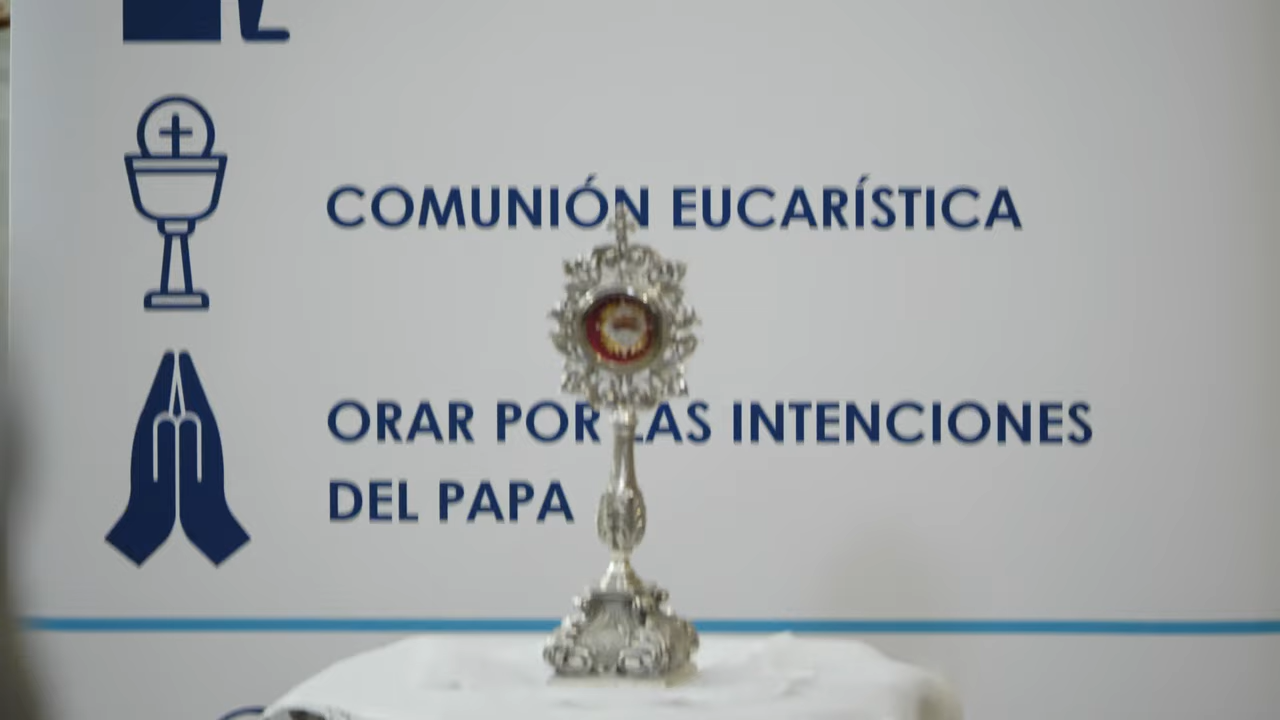 COMUNIÓN EUCARÍSTICA
ORAR POR LAS INTENCIONES
DEL PAPA